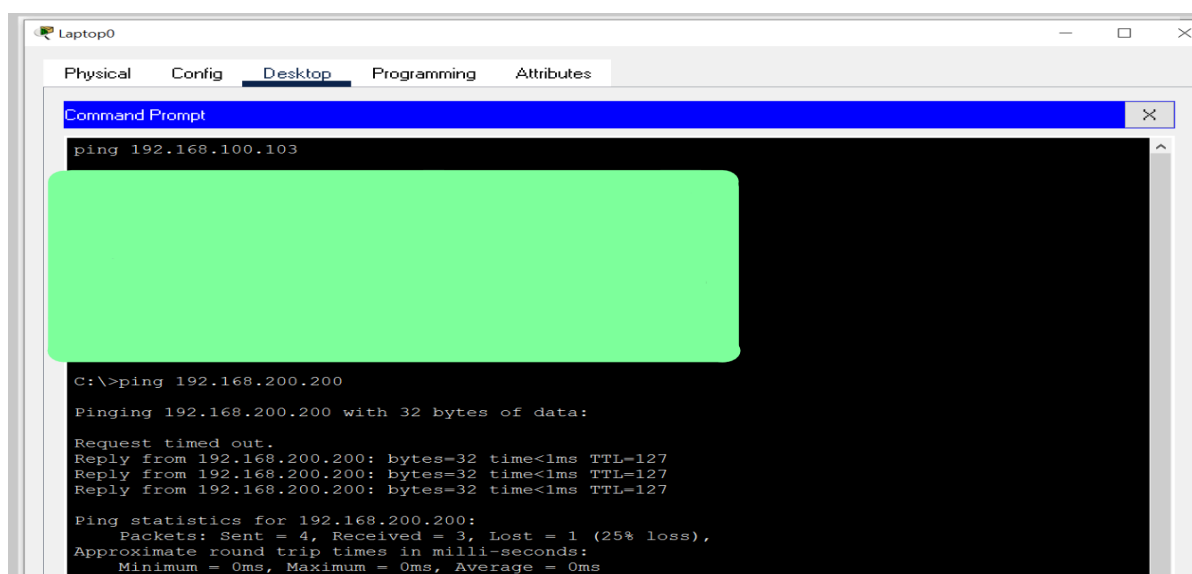 Laptop0
Physical Config Desktop Programming Attributes
Command Prompt
ping 192.168.100.103
C:\>ping 192.168.200.200
Pinging 192.168.200.200 with 32 bytes of data:
Request timed out.
Reply from 192.168.200.200: bytes=32 time<1ms TTL=127
Reply from 192.168.200.200: bytes=32 time<1ms TTL=127
Reply from 192.168.200.200: bytes=32 time<1ms TTL=127
Ping statistics for 192.168.200.200:
Packets: Sent = 4, Received = 3, Lost = 1 (25% loss),
Approximate round trip times in milli-seconds:
Minimum = 0ms, Maximum = 0ms, Average = 0ms